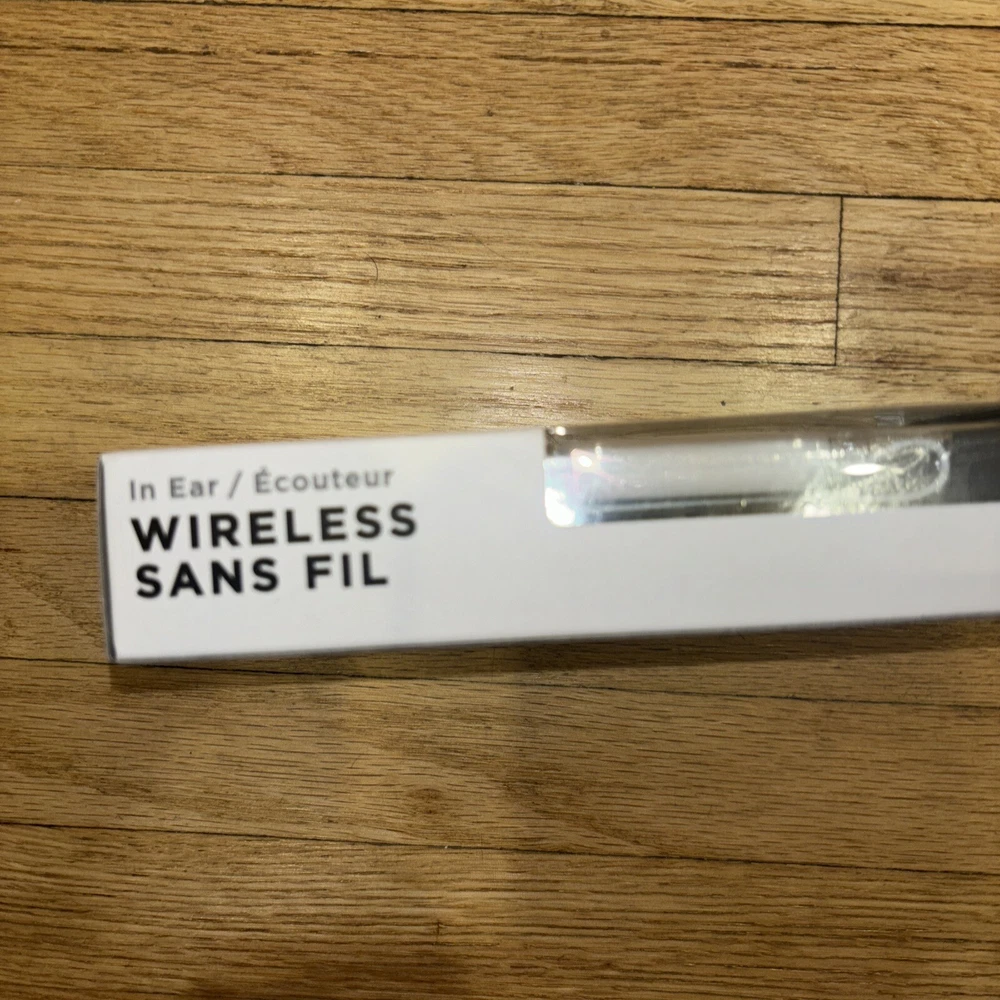 In Ear / Écouteur
WIRELESS
SANS FIL